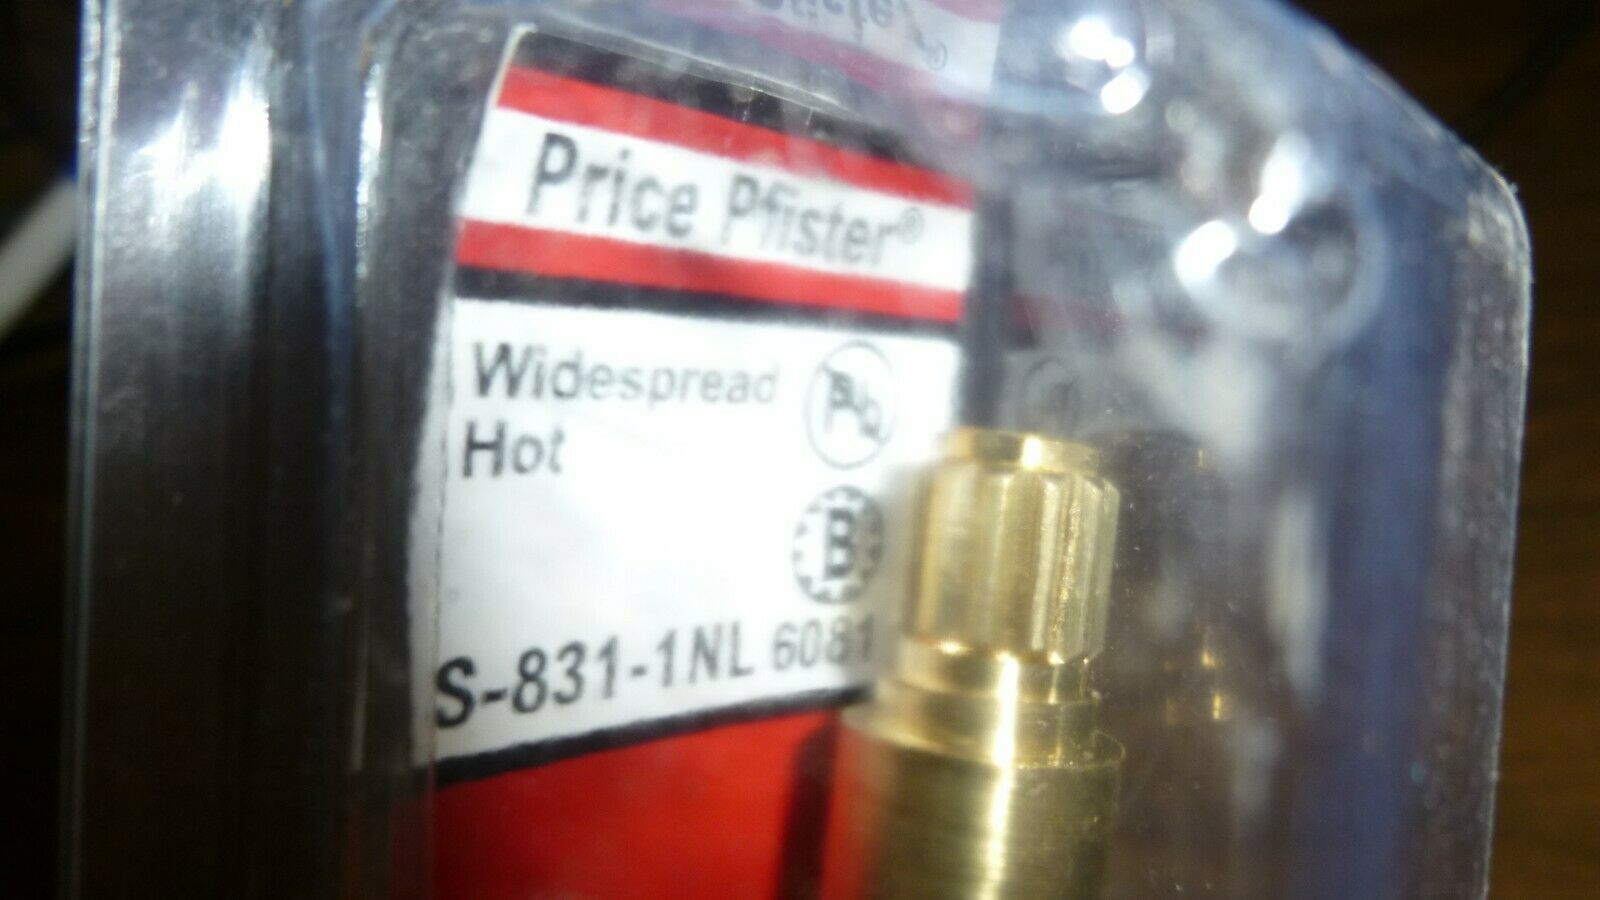 Price Pfister®
Widespread
Hot
B
S-831-1NL 6081